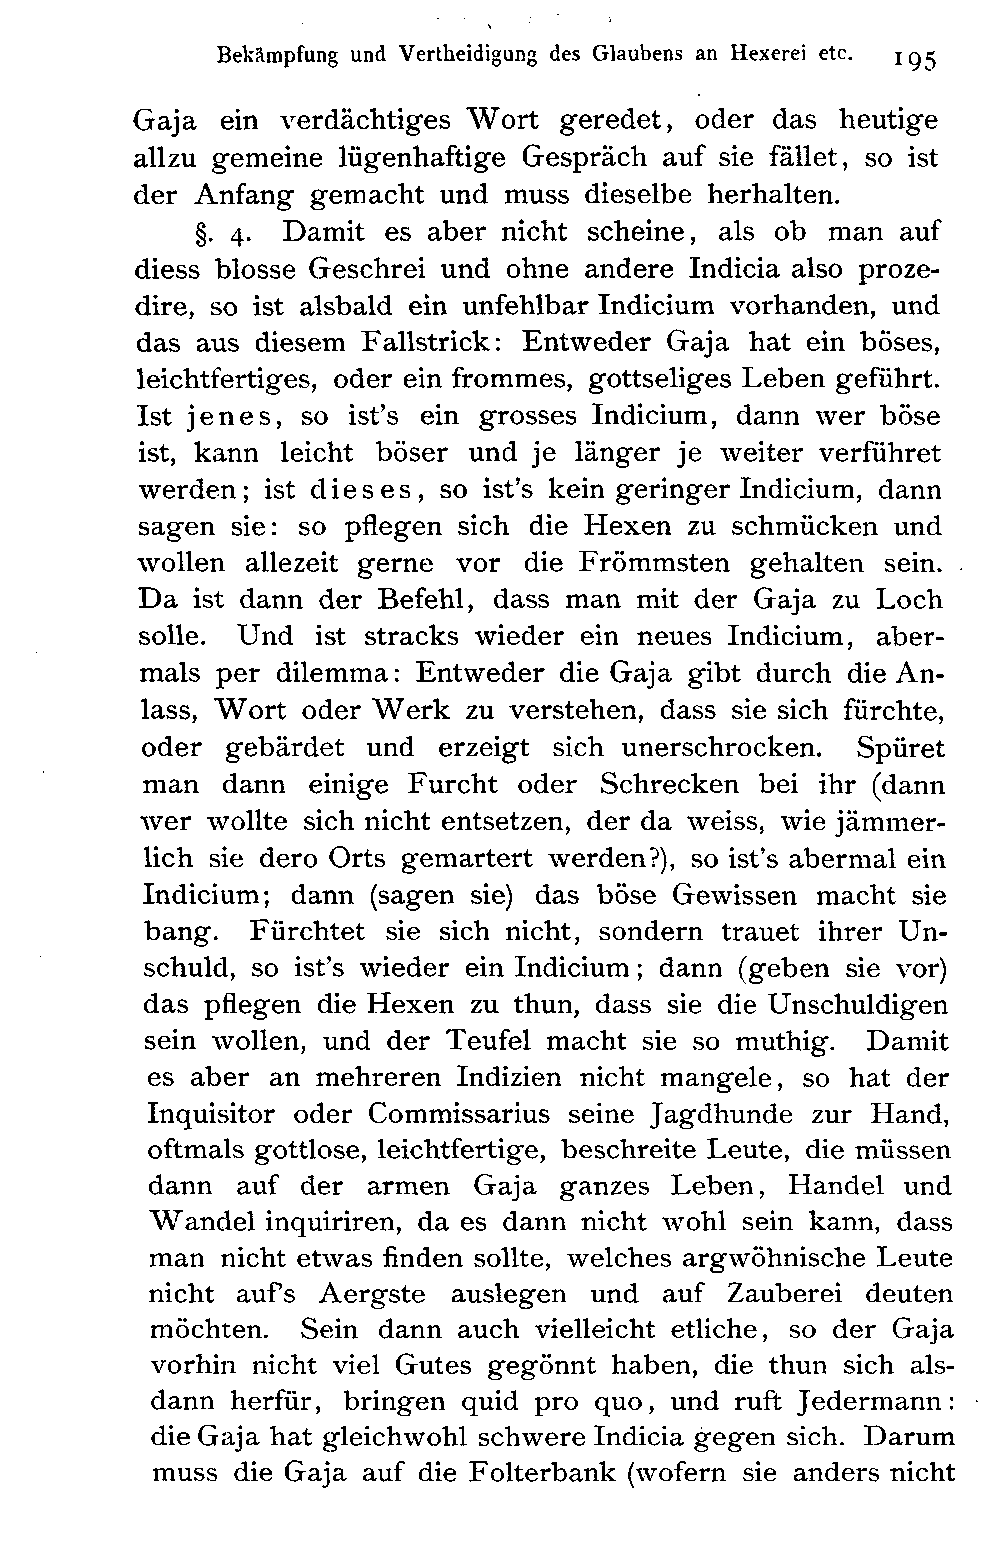 Bekämpfung und Vertheidigung des Glaubens an Hexerei etc. 195
Gaja ein verdächtiges Wort geredet, oder das heutige
allzu gemeine lügenhaftige Gespräch auf sie fället, so ist
der Anfang gemacht und muss dieselbe herhalten.
§. 4. Damit es aber nicht scheine, als ob man auf
diess blosse Geschrei und ohne andere Indicia also proze-
dire, so ist alsbald ein unfehlbar Indicium vorhanden, und
das aus diesem Fallstrick: Entweder Gaja hat ein böses,
leichtfertiges, oder ein frommes, gottseliges Leben geführt.
Ist jenes, so ist's ein grosses Indicium, dann wer böse
ist, kann leicht böser und je länger je weiter verführet
werden; ist dieses, so ist's kein geringer Indicium, dann
sagen sie: so pflegen sich die Hexen zu schmücken und
wollen allezeit gerne vor die Frömmsten gehalten sein.
Da ist dann der Befehl, dass man mit der Gaja zu Loch
solle. Und ist stracks wieder ein neues Indicium, aber-
mals per dilemma: Entweder die Gaja gibt durch die An-
lass, Wort oder Werk zu verstehen, dass sie sich fürchte,
oder gebärdet und erzeigt sich unerschrocken. Spüret
man dann einige Furcht oder Schrecken bei ihr (dann
wer wollte sich nicht entsetzen, der da weiss, wie jämmer-
lich sie dero Orts gemartert werden?), so ist's abermal ein
Indicium; dann (sagen sie) das böse Gewissen macht sie
bang. Fürchtet sie sich nicht, sondern trauet ihrer Un-
schuld, so ist's wieder ein Indicium; dann (geben sie vor)
das pflegen die Hexen zu thun, dass sie die Unschuldigen
sein wollen, und der Teufel macht sie so muthig. Damit
es aber an mehreren Indizien nicht mangele, so hat der
Inquisitor oder Commissarius seine Jagdhunde zur Hand,
oftmals gottlose, leichtfertige, beschreite Leute, die müssen
dann auf der armen Gaja ganzes Leben, Handel und
Wandel inquiriren, da es dann nicht wohl sein kann, dass
man nicht etwas finden sollte, welches argwöhnische Leute
nicht auf's Aergste auslegen und auf Zauberei deuten
möchten. Sein dann auch vielleicht etliche, so der Gaja
vorhin nicht viel Gutes gegönnt haben, die thun sich als-
dann herfür, bringen quid pro quo, und ruft Jedermann:
die Gaja hat gleichwohl schwere Indicia gegen sich. Darum
muss die Gaja auf die Folterbank (wofern sie anders nicht